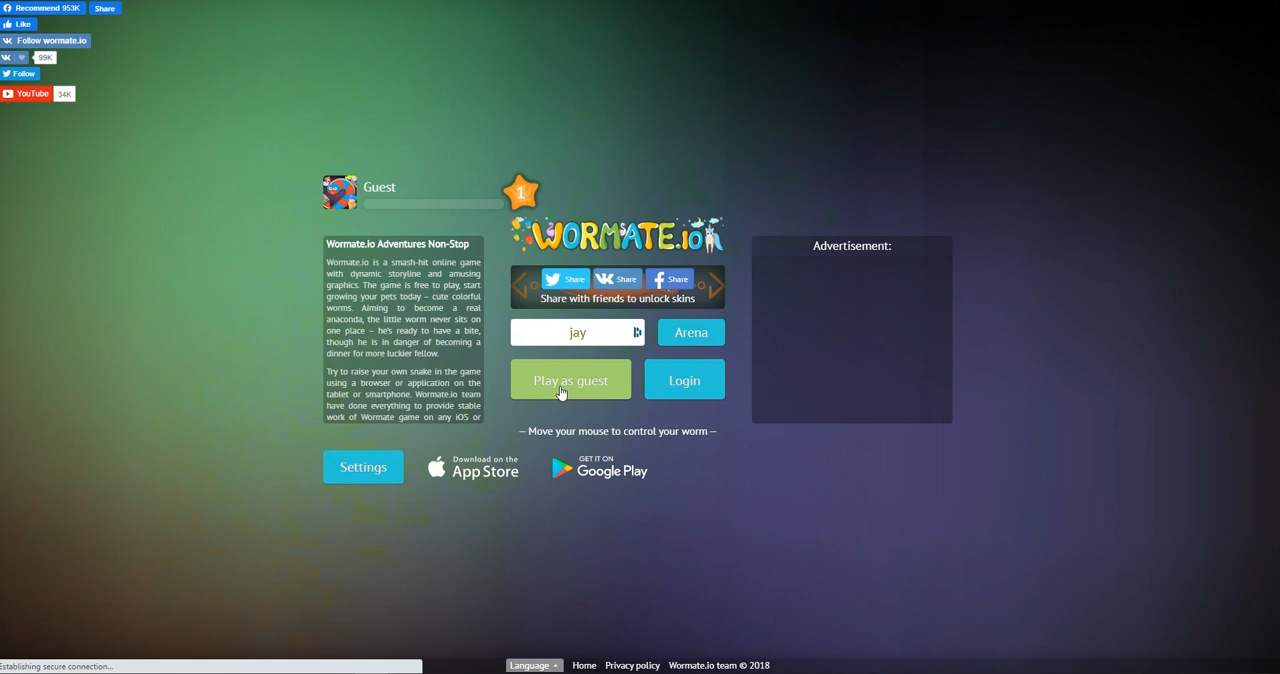 Recommend 953K
Share
Like
Follow wormate.io
99K
Follow
YouTube
34K
Guest
1
WORMATE.iO
Wormate.io Adventures Non-Stop
Wormate.io is a smash-hit online game
with dynamic storyline and amusing
graphics. The game is free to play, start
growing your pets today – cute colorful
worms. Aiming to become a real
anaconda, the little worm never sits on
one place – he's ready to have a bite,
though he is in danger of becoming a
dinner for more luckier fellow.
Try to raise your own snake in the game
using a browser or application on the
tablet or smartphone. Wormate.io team
have done everything to provide stable
work of Wormate game on any iOS or
Share
Share
Share
Share with friends to unlock skins
jay
Arena
Play as guest
Login
— Move your mouse to control your worm —
Advertisement:
Settings
Download on the
App Store
GET IT ON
Google Play
Establishing secure connection...
Language
Home
Privacy policy
Wormate.io team © 2018